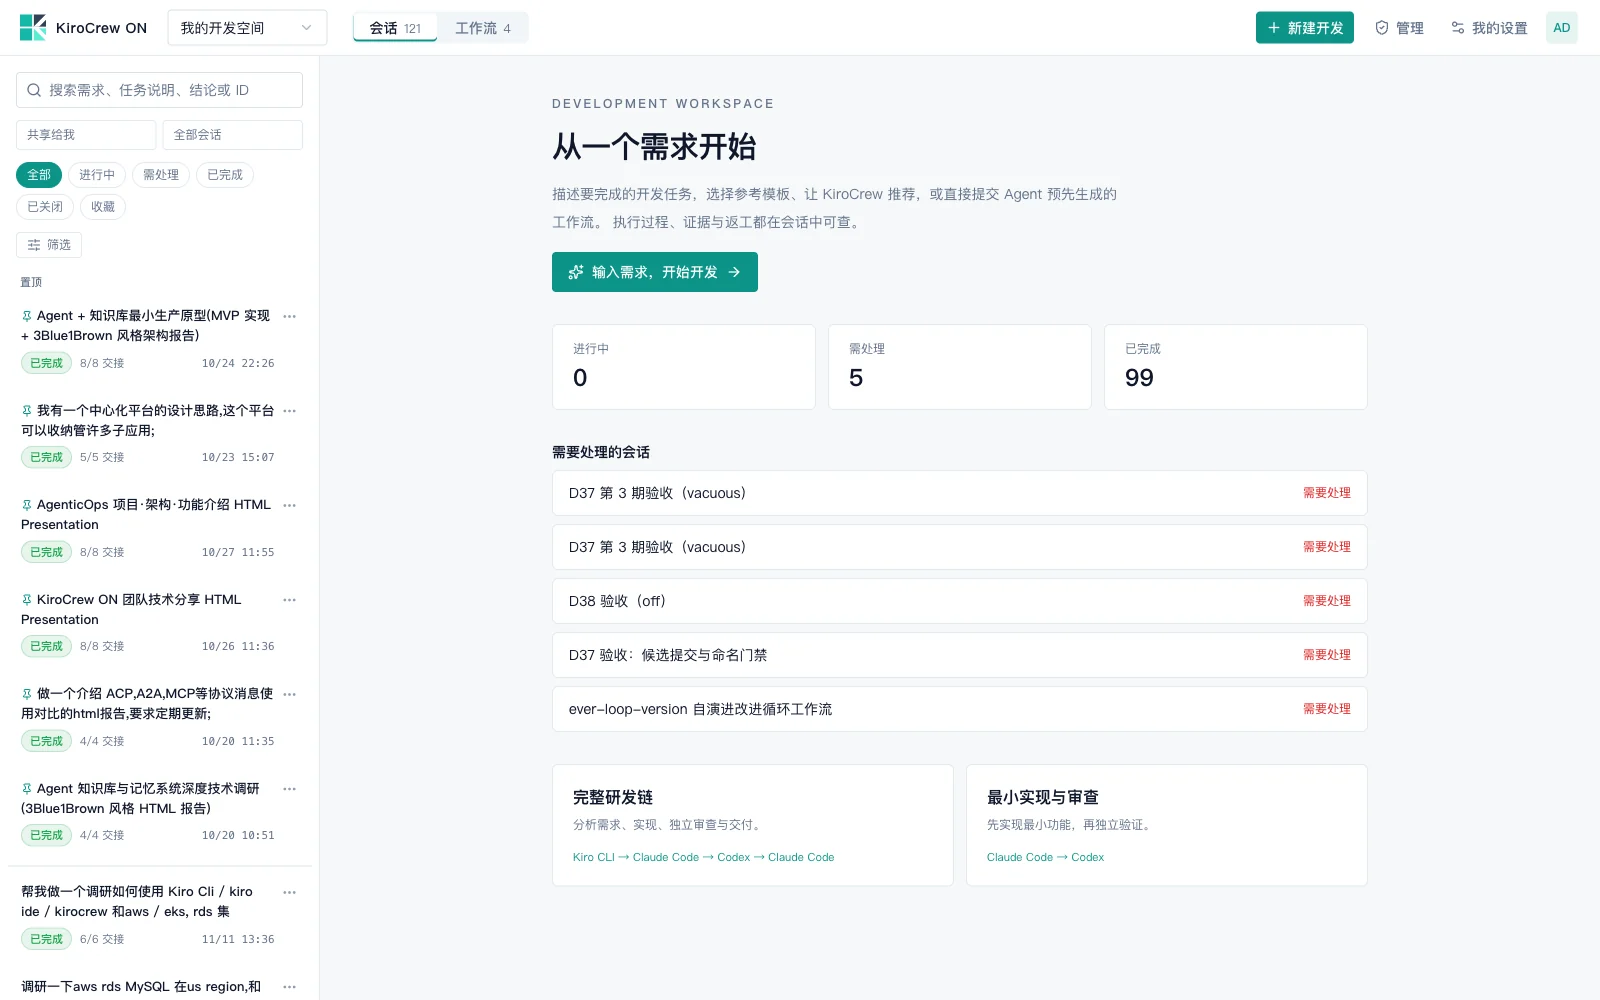 KiroCrew ON
我的开发空间
会话 121
工作流 4
新建开发
管理
我的设置
AD
搜索需求、任务说明、结论或 ID
共享给我
全部会话
全部
进行中
需处理
已完成
已关闭
收藏
筛选
置顶
Agent + 知识库最小生产原型(MVP 实现
+ 3Blue1Brown 风格架构报告)
已完成 8/8 交接 10/24 22:26
我有一个中心化平台的设计思路,这个平台
可以收纳管许多子应用;
已完成 5/5 交接 10/23 15:07
AgenticOps 项目·架构·功能介绍 HTML
Presentation
已完成 8/8 交接 10/27 11:55
KiroCrew ON 团队技术分享 HTML
Presentation
已完成 8/8 交接 10/26 11:36
做一个介绍 ACP,A2A,MCP等协议消息使
用对比的html报告,要求定期更新;
已完成 4/4 交接 10/20 11:35
Agent 知识库与记忆系统深度技术调研
(3Blue1Brown 风格 HTML 报告)
已完成 4/4 交接 10/20 10:51
帮我做一个调研如何使用 Kiro Cli / kiro
ide / kirocrew 和aws / eks, rds 集
已完成 6/6 交接 11/11 13:36
调研一下aws rds MySQL 在us region,和
DEVELOPMENT WORKSPACE
从一个需求开始
描述要完成的开发任务，选择参考模板、让 KiroCrew 推荐，或直接提交 Agent 预先生成的
工作流。 执行过程、证据与返工都在会话中可查。
输入需求，开始开发 →
进行中
0
需处理
5
已完成
99
需要处理的会话
D37 第 3 期验收（vacuous） 需要处理
D37 第 3 期验收（vacuous） 需要处理
D38 验收（off） 需要处理
D37 验收：候选提交与命名门禁 需要处理
ever-loop-version 自演进改进循环工作流 需要处理
完整研发链
分析需求、实现、独立审查与交付。
Kiro CLI → Claude Code → Codex → Claude Code
最小实现与审查
先实现最小功能，再独立验证。
Claude Code → Codex